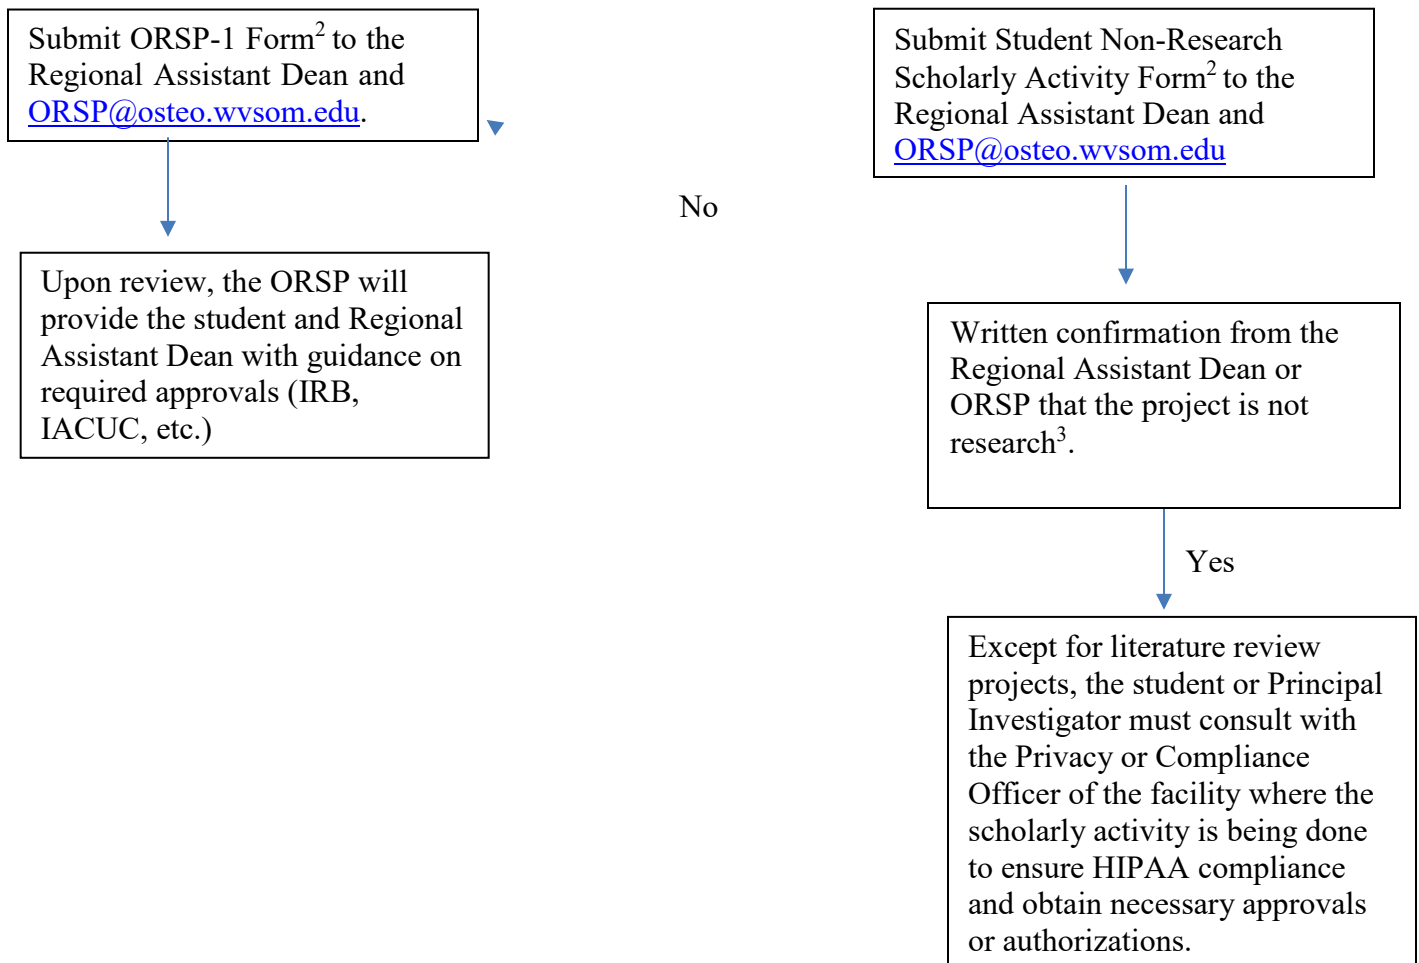 Submit ORSP-1 Form² to the
Regional Assistant Dean and
ORSP@osteo.wvsom.edu.
Submit Student Non-Research
Scholarly Activity Form² to the
Regional Assistant Dean and
ORSP@osteo.wvsom.edu
No
Upon review, the ORSP will
provide the student and Regional
Assistant Dean with guidance on
required approvals (IRB,
IACUC, etc.)
Written confirmation from the
Regional Assistant Dean or
ORSP that the project is not
research³.
Yes
Except for literature review
projects, the student or Principal
Investigator must consult with
the Privacy or Compliance
Officer of the facility where the
scholarly activity is being done
to ensure HIPAA compliance
and obtain necessary approvals
or authorizations.